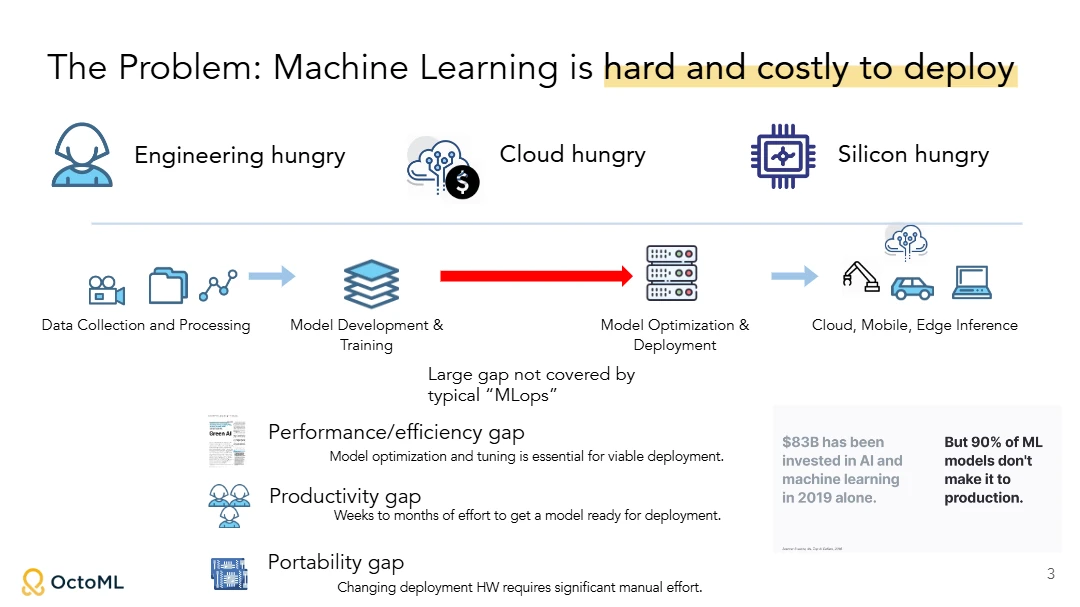 The Problem: Machine Learning is hard and costly to deploy
Engineering hungry
Cloud hungry
Silicon hungry
$
Data Collection and Processing
Model Development &
Training
Model Optimization &
Deployment
Cloud, Mobile, Edge Inference
Large gap not covered by
typical “MLops”
Green AI
Performance/efficiency gap
Model optimization and tuning is essential for viable deployment.
Productivity gap
Weeks to months of effort to get a model ready for deployment.
Portability gap
Changing deployment HW requires significant manual effort.
$83B has been
invested in AI and
machine learning
in 2019 alone.
But 90% of ML
models don't
make it to
production.
OctoML
3